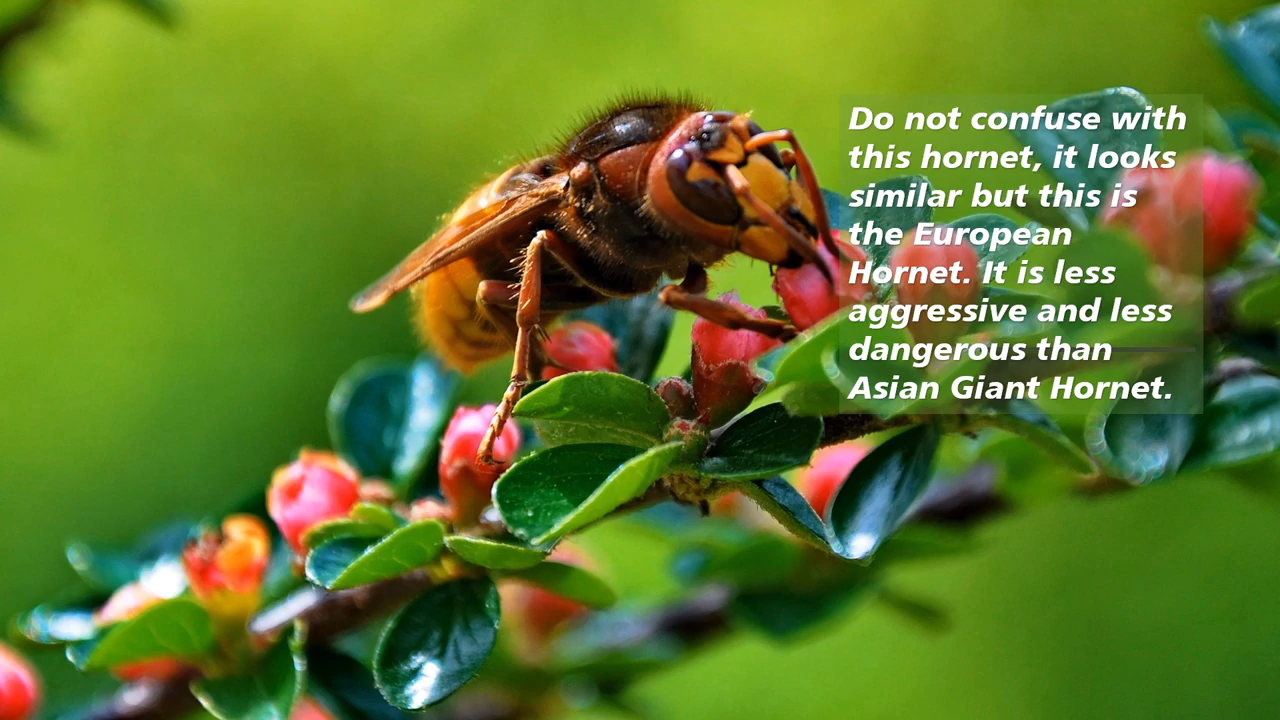 Do not confuse with
this hornet, it looks
similar but this is
the European
Hornet. It is less
aggressive and less
dangerous than
Asian Giant Hornet.